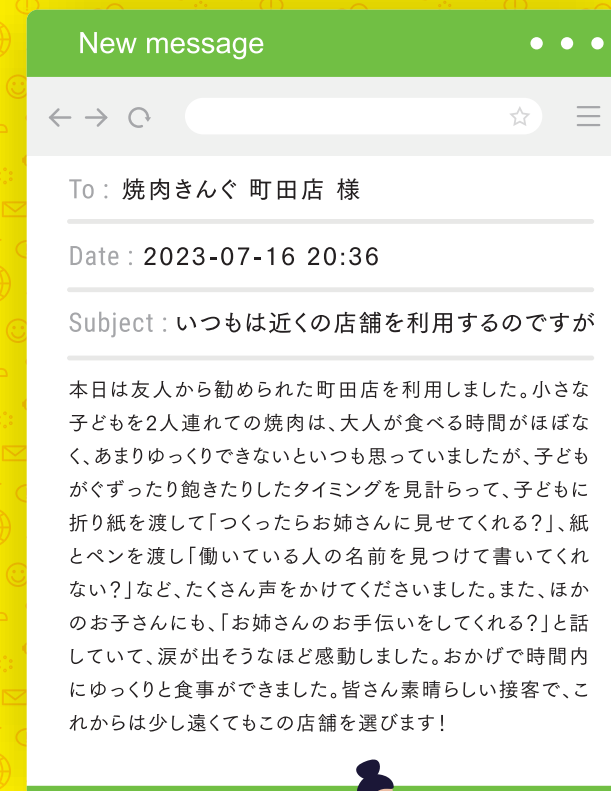 New message
To : 焼肉きんぐ 町田店 様
Date : 2023-07-16 20:36
Subject : いつもは近くの店舗を利用するのですが
本日は友人から勧められた町田店を利用しました。小さな
子どもを2人連れての焼肉は、大人が食べる時間がほぼな
く、あまりゆっくりできないといつも思っていましたが、子ども
がぐずったり飽きたりしたタイミングを見計らって、子どもに
折り紙を渡して「つくったらお姉さんに見せてくれる?」、紙
とペンを渡し「働いている人の名前を見つけて書いてくれ
ない?」など、たくさん声をかけてくださいました。また、ほか
のお子さんにも、「お姉さんのお手伝いをしてくれる?」と話
していて、涙が出そうなほど感動しました。おかげで時間内
にゆっくりと食事ができました。皆さん素晴らしい接客で、こ
れからは少し遠くてもこの店舗を選びます!